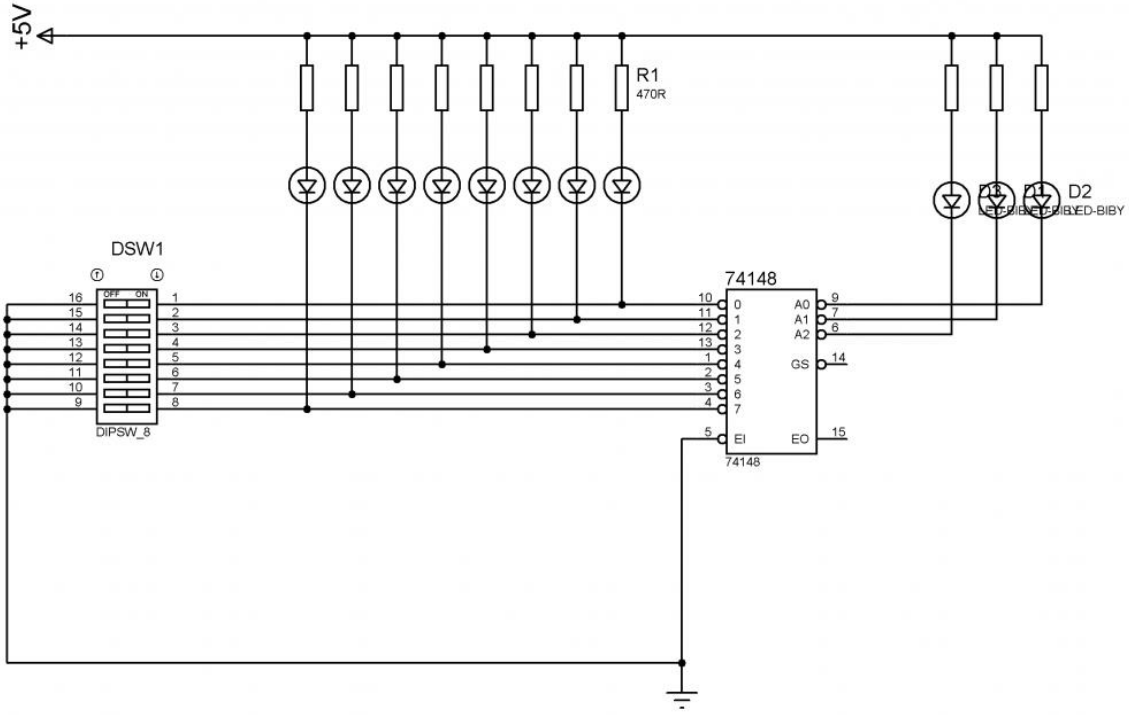 +5V
R1
470R
D3
D1
D2
LED-BIBY
DSW1
OFF ON
16 1
15 2
14 3
13 4
12 5
11 6
10 7
9 8
DIPSW_8
74148
10 0 A0 9
11 1 A1 7
12 2 A2 6
13 3
1 4 GS 14
2 5
3 6
4 7
5 EI EO 15
74148